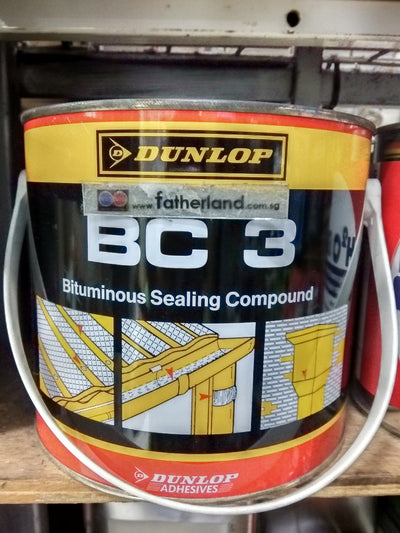 DUNLOP
www.fatherland.com.sg
BC 3
Bituminous Sealing Compound
DUNLOP
ADHESIVES